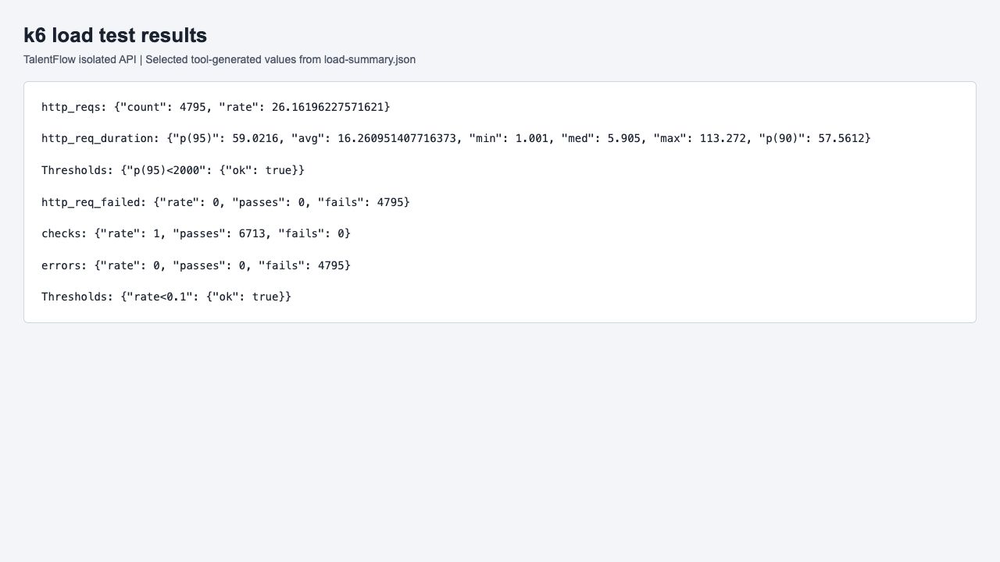 k6 load test results
TalentFlow isolated API | Selected tool-generated values from load-summary.json
http_reqs: {"count": 4795, "rate": 26.16196227571621}
http_req_duration: {"p(95)": 59.0216, "avg": 16.260951407716373, "min": 1.001, "med": 5.905, "max": 113.272, "p(90)": 57.5612}
Thresholds: {"p(95)<2000": {"ok": true}}
http_req_failed: {"rate": 0, "passes": 0, "fails": 4795}
checks: {"rate": 1, "passes": 6713, "fails": 0}
errors: {"rate": 0, "passes": 0, "fails": 4795}
Thresholds: {"rate<0.1": {"ok": true}}